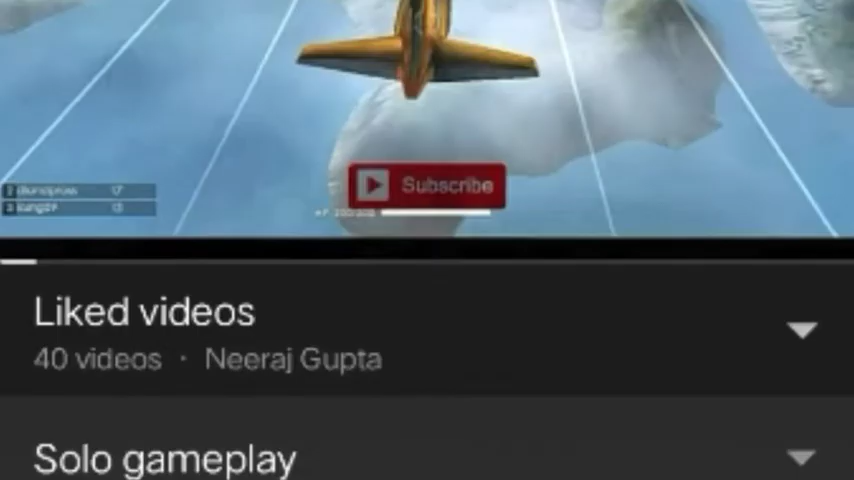 Subscribe
Liked videos
40 videos · Neeraj Gupta
Solo gameplay